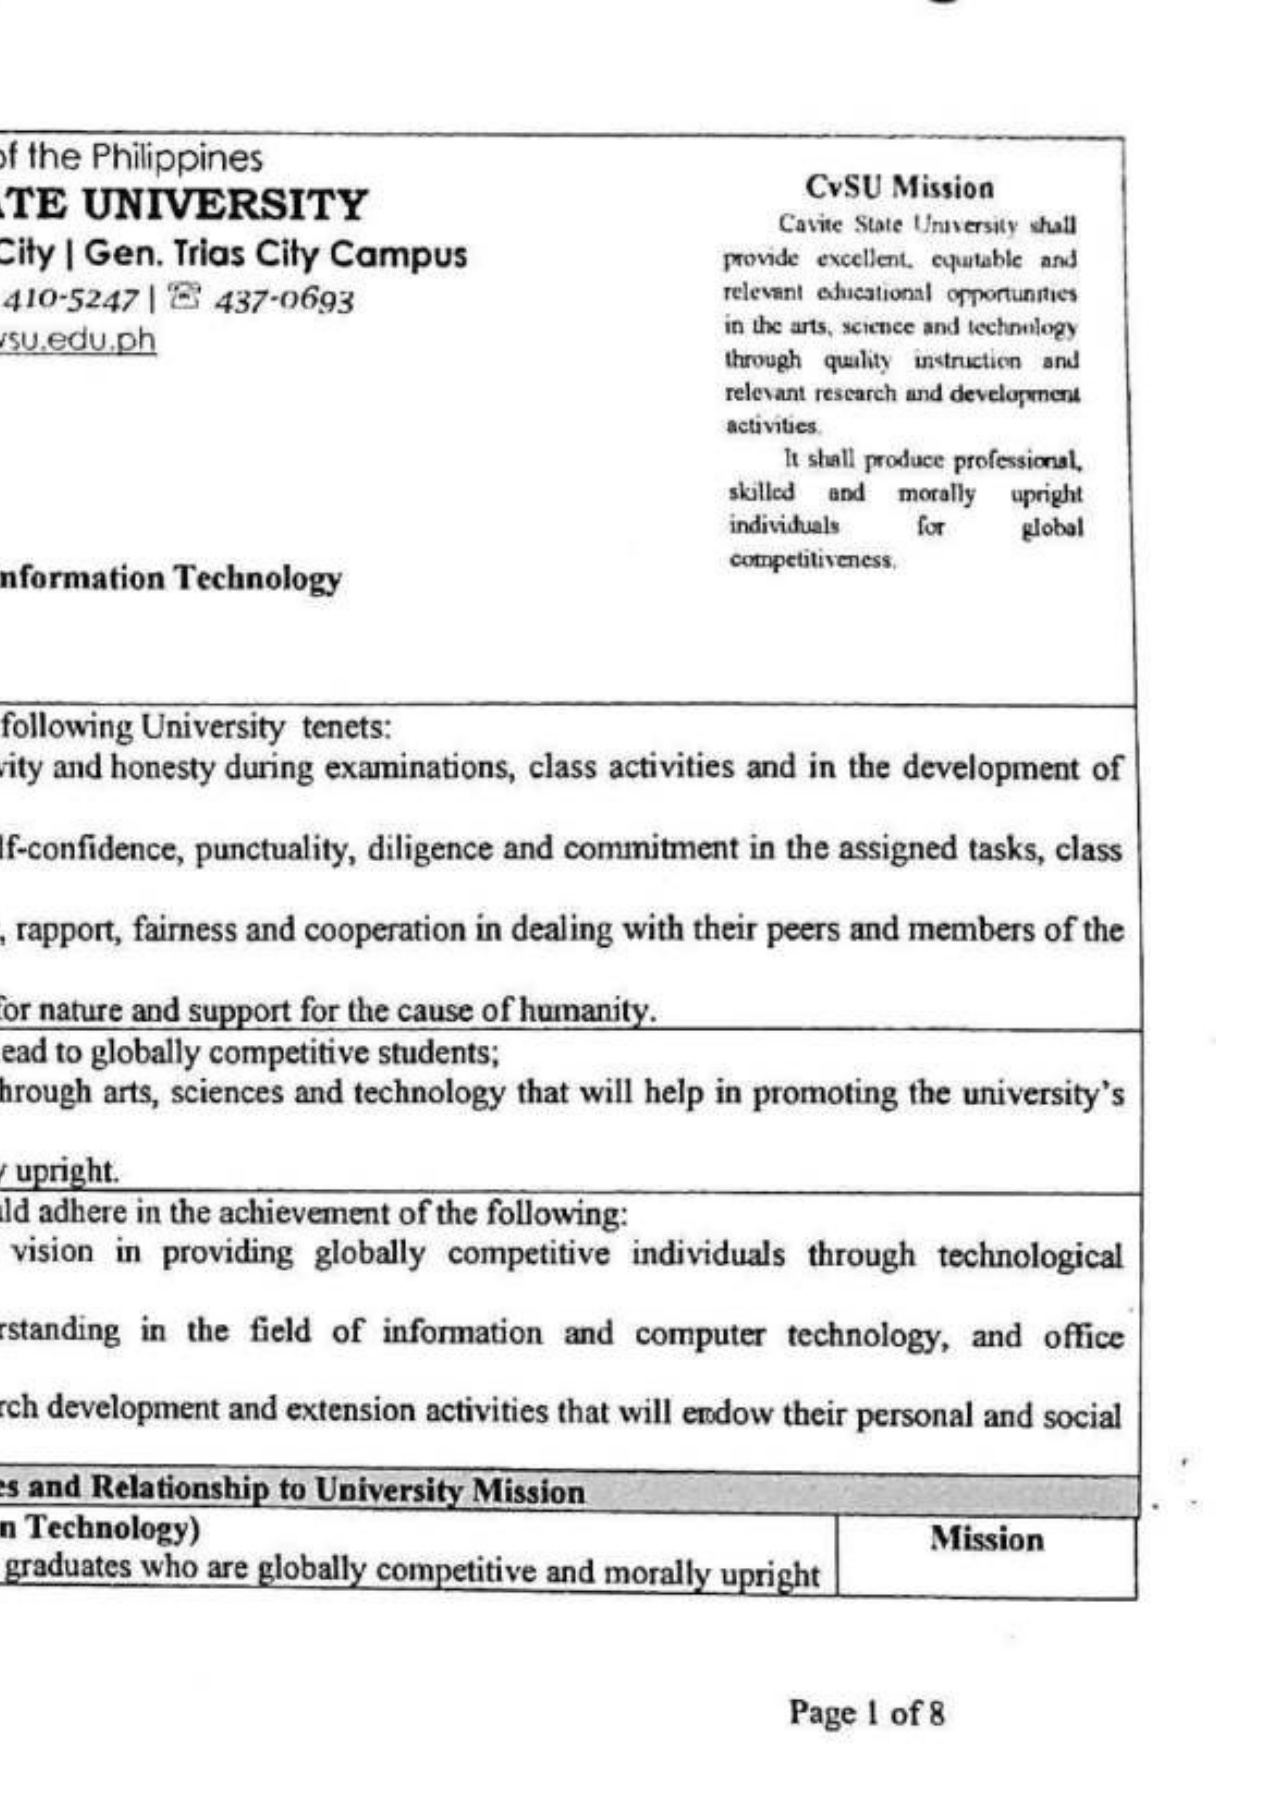 of the Philippines
ATE UNIVERSITY
City | Gen. Trias City Campus
410-5247 | ☏ 437-0693
vsu.edu.ph
nformation Technology
CvSU Mission
Cavite State University shall
provide excellent, equitable and
relevant educational opportunities
in the arts, science and technology
through quality instruction and
relevant research and development
activities.
It shall produce professional,
skilled and morally upright
individuals for global
competitiveness.
following University tenets:
vity and honesty during examinations, class activities and in the development of
lf-confidence, punctuality, diligence and commitment in the assigned tasks, class
, rapport, fairness and cooperation in dealing with their peers and members of the
for nature and support for the cause of humanity.
ead to globally competitive students;
hrough arts, sciences and technology that will help in promoting the university's
y upright.
ld adhere in the achievement of the following:
vision in providing globally competitive individuals through technological
rstanding in the field of information and computer technology, and office
rch development and extension activities that will endow their personal and social
es and Relationship to University Mission
n Technology)
graduates who are globally competitive and morally upright
Mission
Page 1 of 8